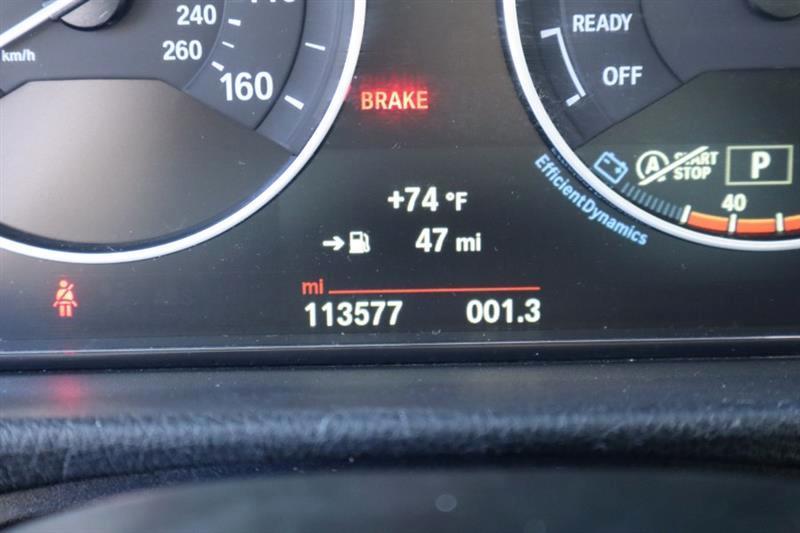 240
260
km/h
160
READY
OFF
BRAKE
EfficientDynamics
START
STOP
P
40
+74 °F
47 mi
mi
113577 001.3